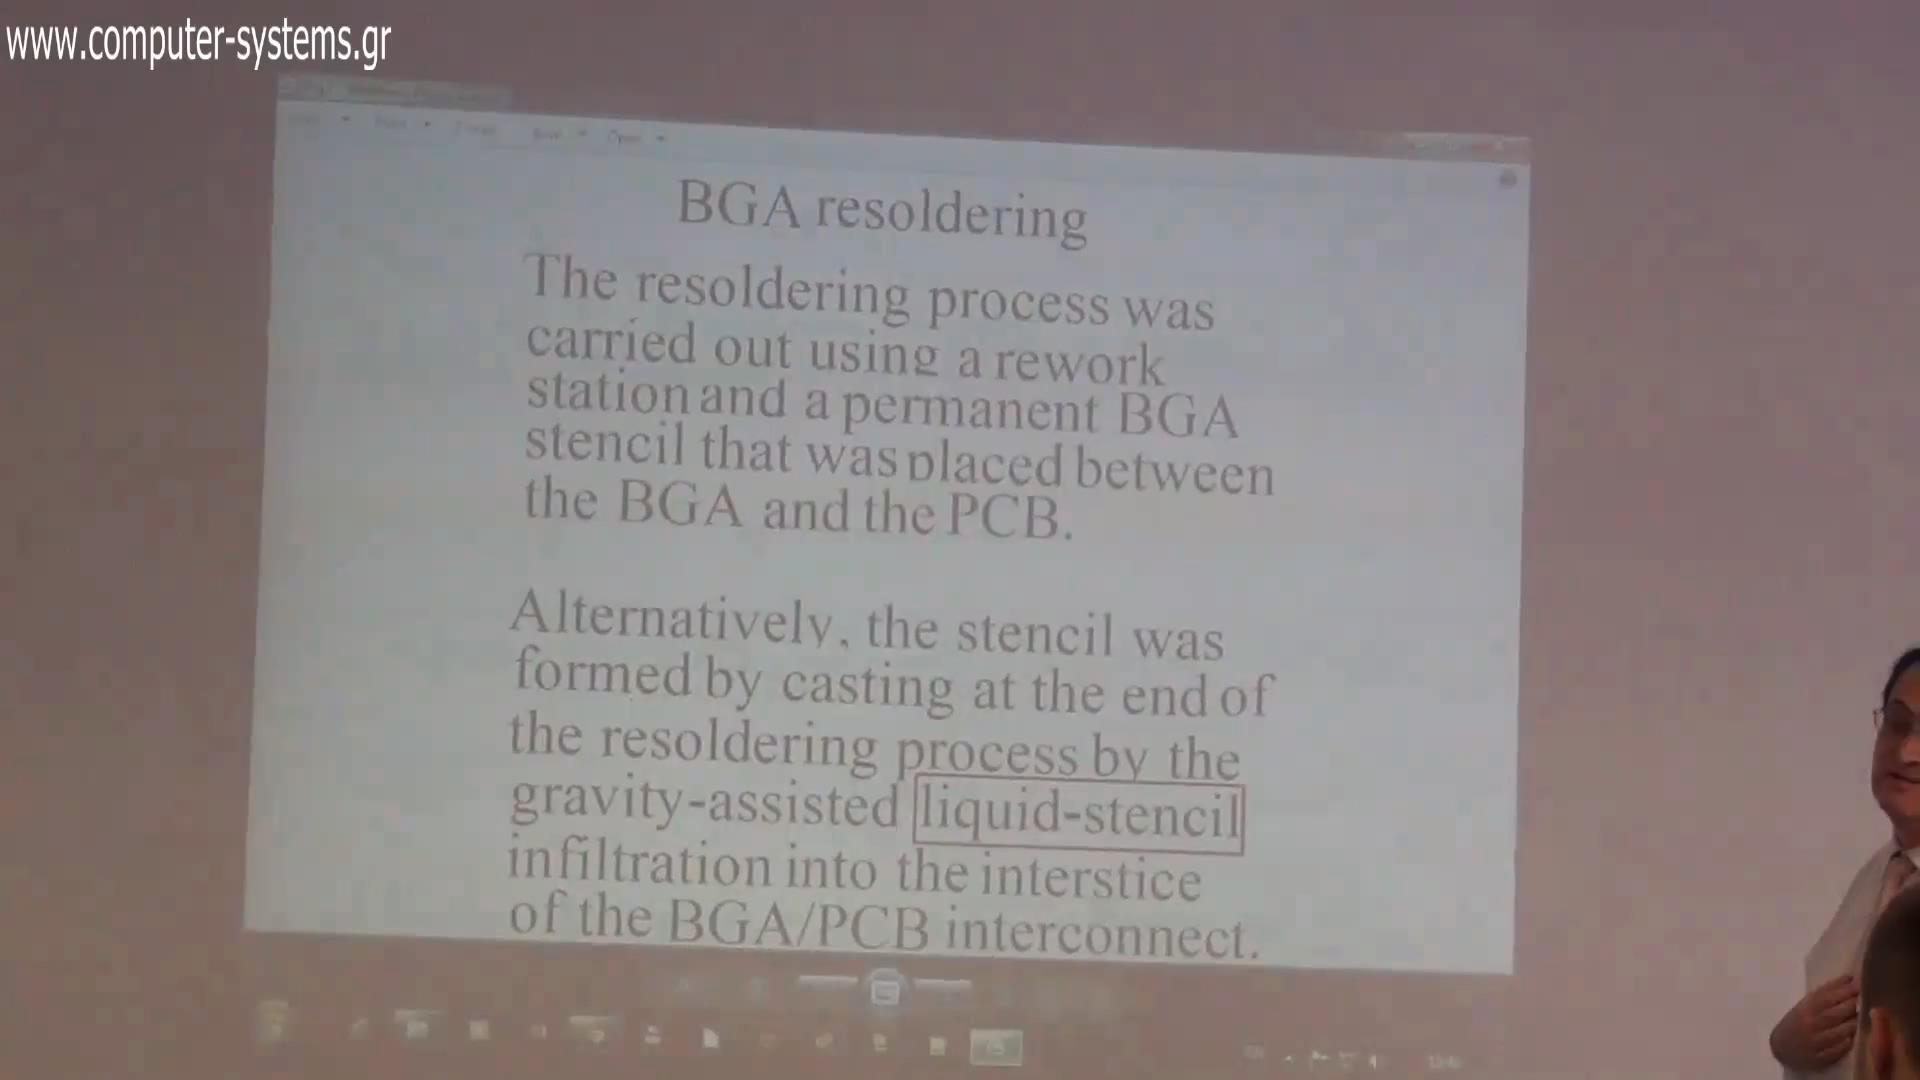 www.computer-systems.gr
Open
BGA resoldering
The resoldering process was
carried out using a rework
station and a permanent BGA
stencil that was placed between
the BGA and the PCB.
Alternatively, the stencil was
formed by casting at the end of
the resoldering process by the
gravity-assisted liquid-stencil
infiltration into the interstice
of the BGA/PCB interconnect.